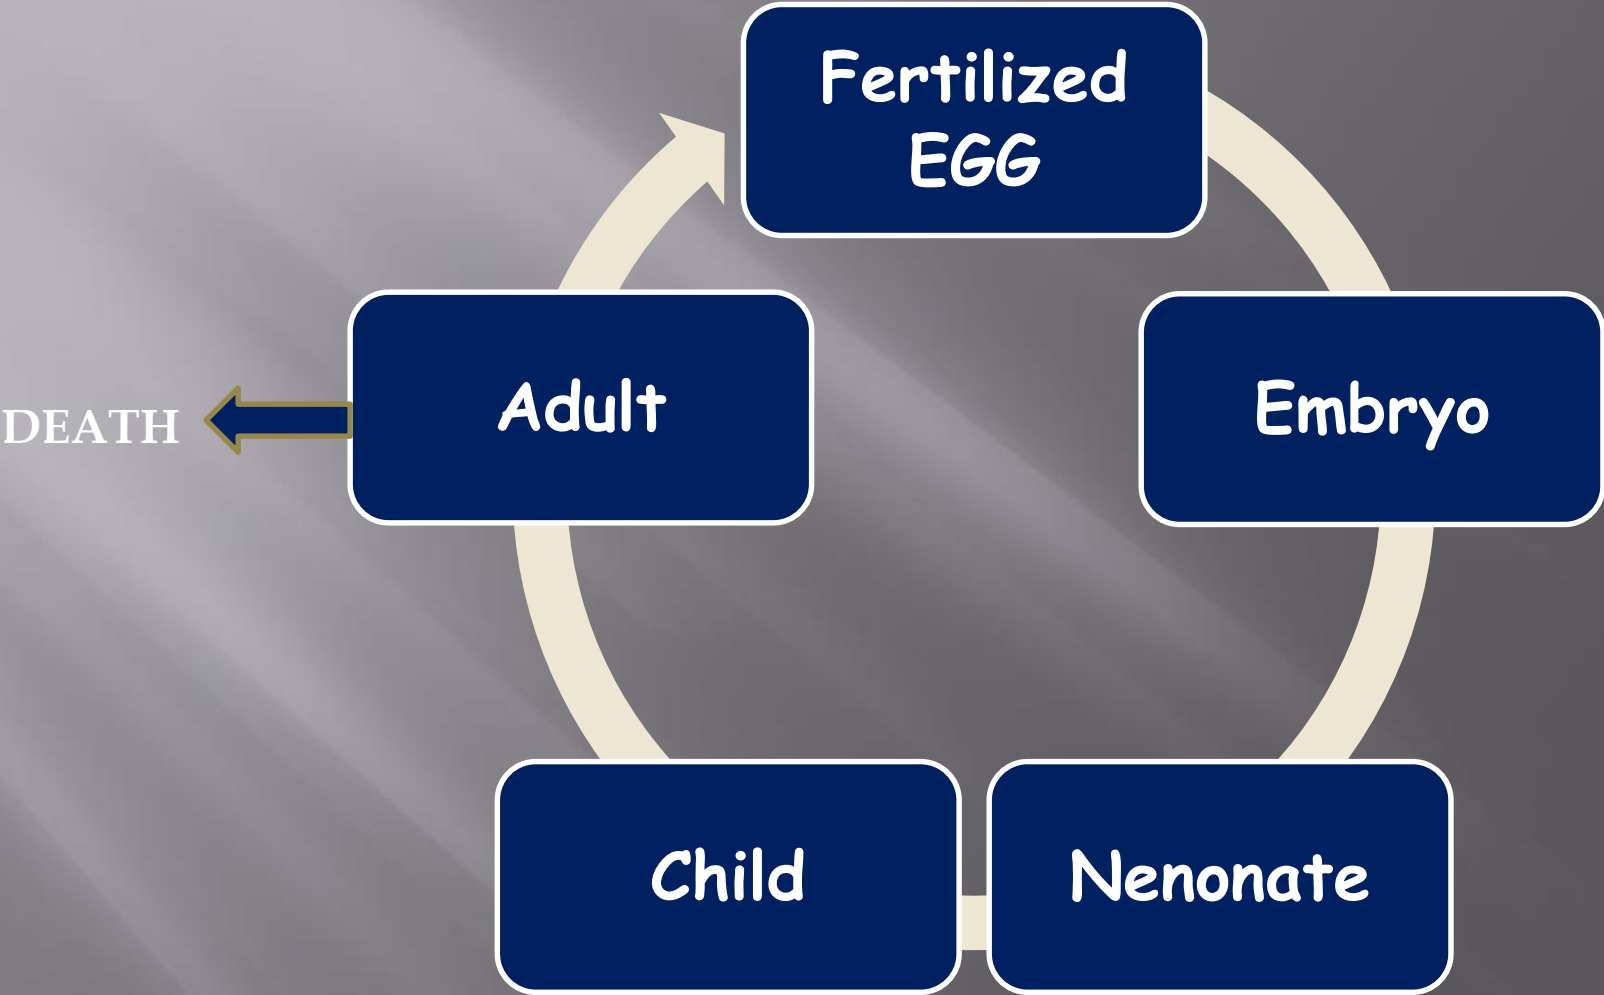 Fertilized
EGG
Embryo
Nenonate
Child
Adult
DEATH